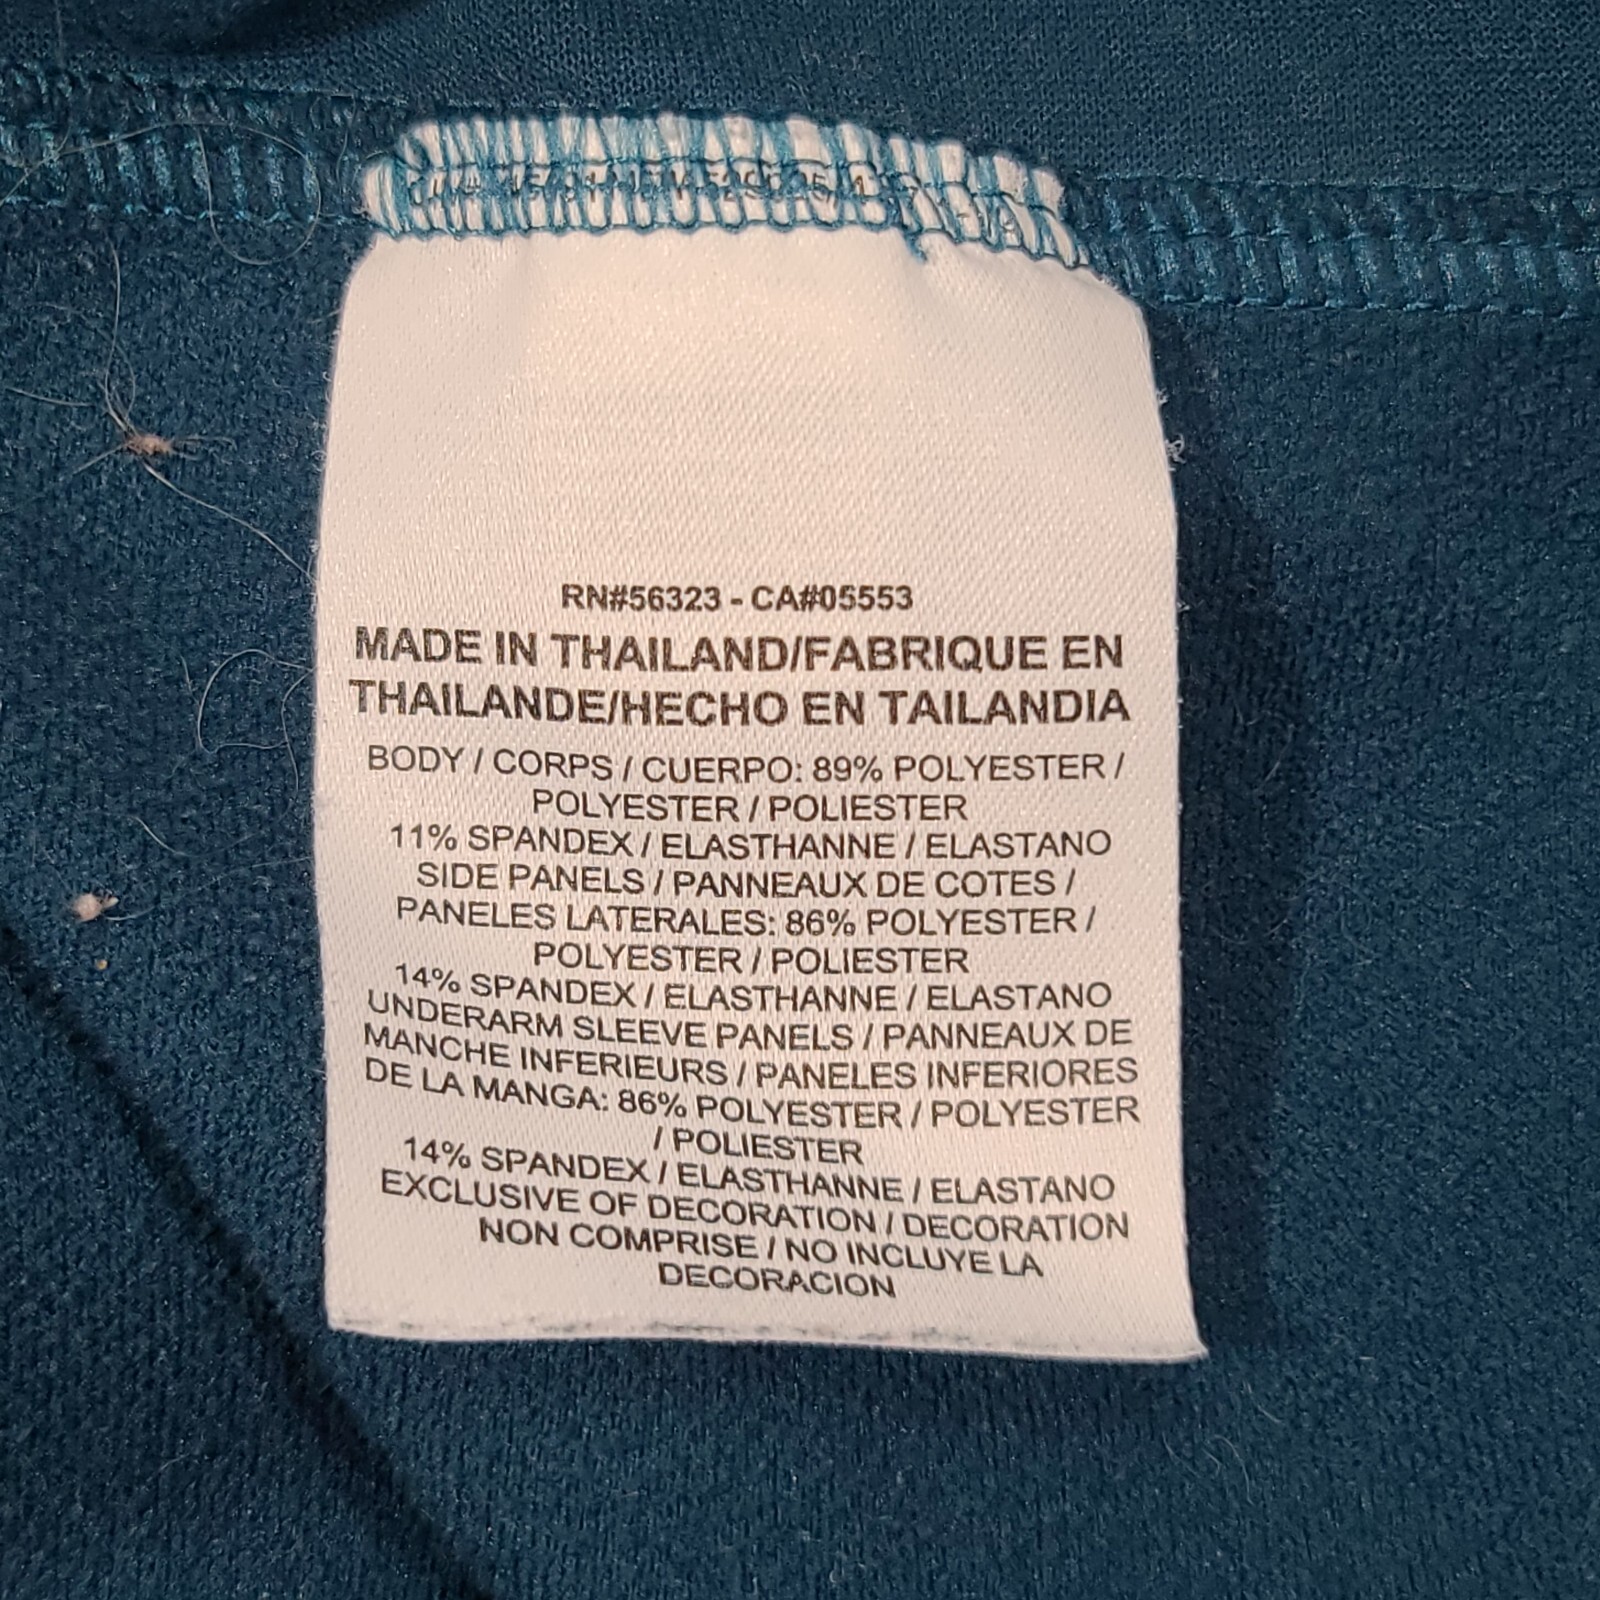 RN#56323 - CA#05553
MADE IN THAILAND/FABRIQUE EN
THAILANDE/HECHO EN TAILANDIA
BODY / CORPS / CUERPO: 89% POLYESTER /
POLYESTER / POLIESTER
11% SPANDEX / ELASTHANNE / ELASTANO
SIDE PANELS / PANNEAUX DE COTES /
PANELES LATERALES: 86% POLYESTER /
POLYESTER / POLIESTER
14% SPANDEX / ELASTHANNE / ELASTANO
UNDERARM SLEEVE PANELS / PANNEAUX DE
MANCHE INFERIEURS / PANELES INFERIORES
DE LA MANGA: 86% POLYESTER / POLYESTER
/ POLIESTER
14% SPANDEX / ELASTHANNE / ELASTANO
EXCLUSIVE OF DECORATION / DECORATION
NON COMPRISE / NO INCLUYE LA
DECORACION